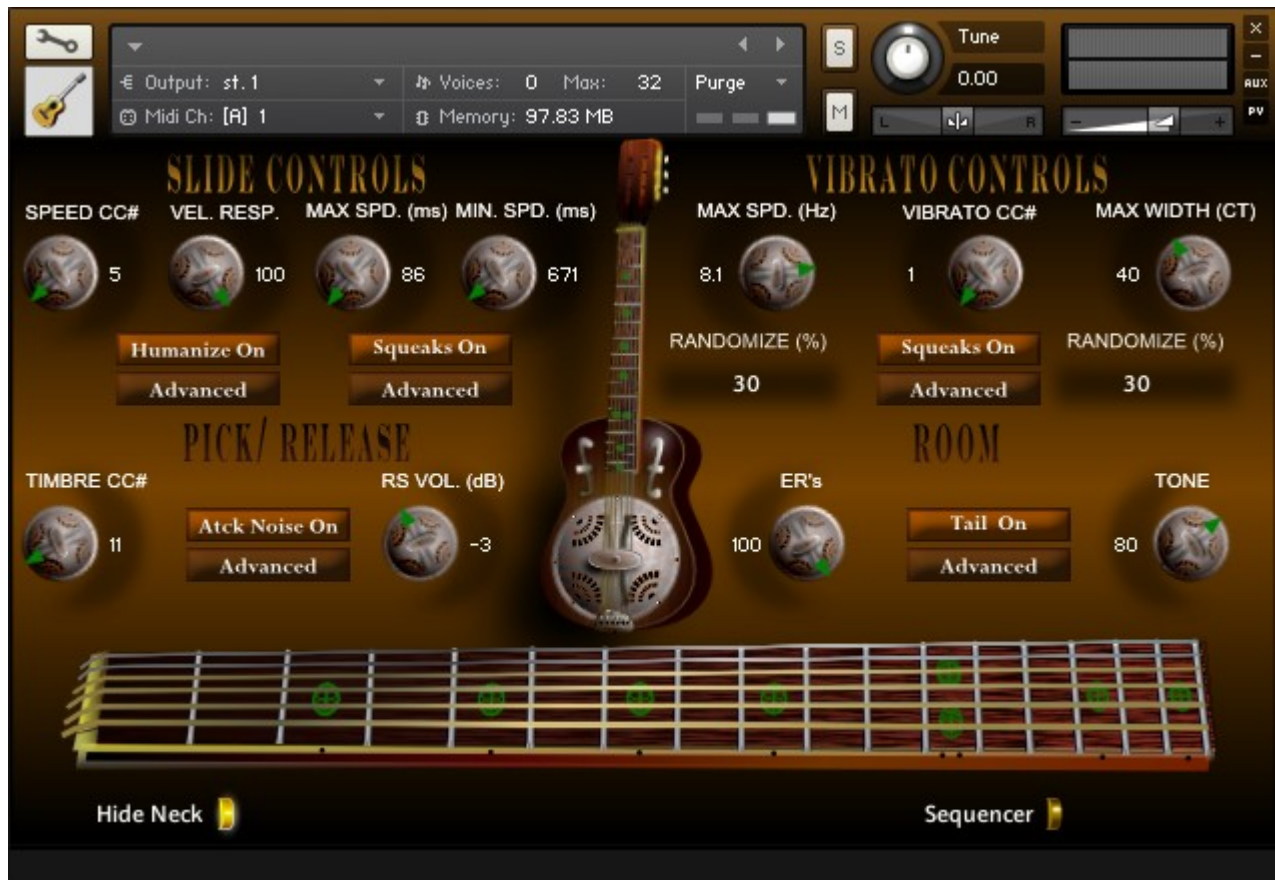 S
Tune
×
−
Output: st.1
Voices: 0 Max: 32
Purge
0.00
AUX
Midi Ch: [A] 1
Memory: 97.83 MB
M
L
R
−
+
PV
SLIDE CONTROLS
VIBRATO CONTROLS
SPEED CC#
VEL. RESP.
MAX SPD. (ms)
MIN. SPD. (ms)
MAX SPD. (Hz)
VIBRATO CC#
MAX WIDTH (CT)
5
100
86
671
8.1
1
40
Humanize On
Squeaks On
RANDOMIZE (%)
Squeaks On
RANDOMIZE (%)
Advanced
Advanced
30
Advanced
30
PICK/ RELEASE
ROOM
TIMBRE CC#
RS VOL. (dB)
ER's
TONE
11
Atck Noise On
-3
100
Tail On
80
Advanced
Advanced
Hide Neck
Sequencer